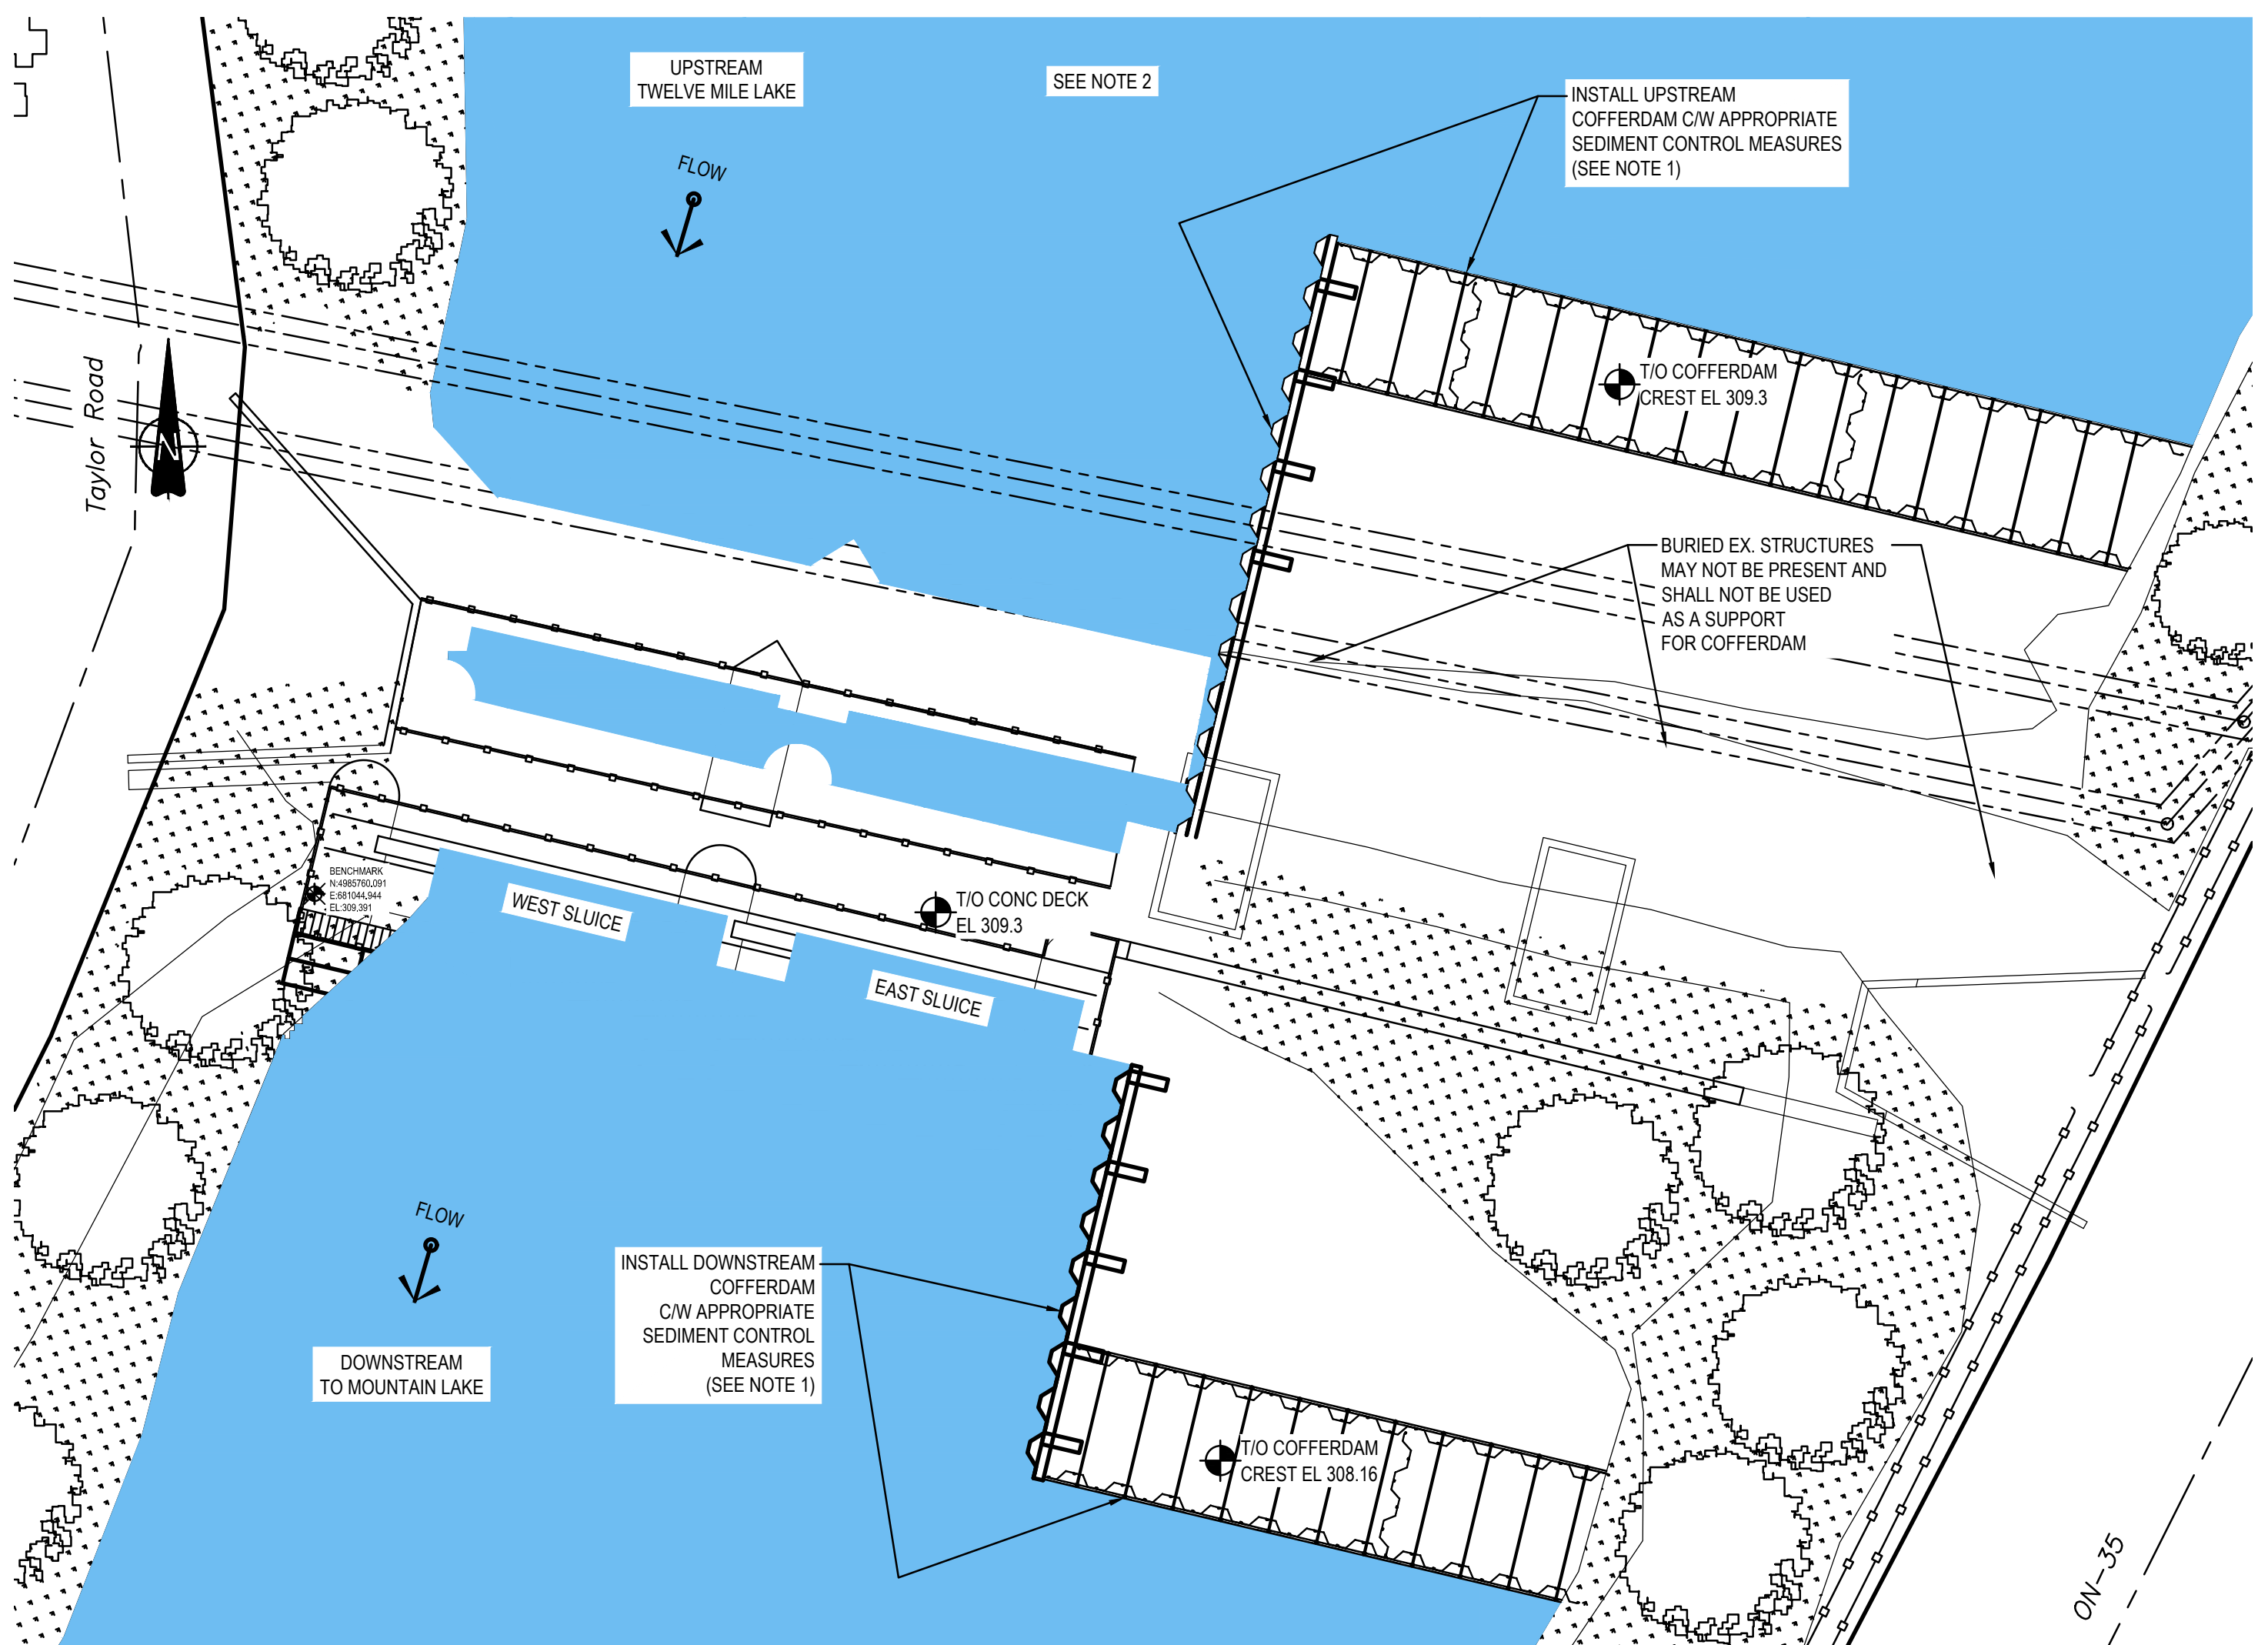 UPSTREAM
TWELVE MILE LAKE
SEE NOTE 2
INSTALL UPSTREAM
COFFERDAM C/W APPROPRIATE
SEDIMENT CONTROL MEASURES
(SEE NOTE 1)
FLOW
T/O COFFERDAM
CREST EL 309.3
Taylor Road
N
BURIED EX. STRUCTURES
MAY NOT BE PRESENT AND
SHALL NOT BE USED
AS A SUPPORT
FOR COFFERDAM
BENCHMARK
N:4985760.091
E:681044.944
EL:309.391
WEST SLUICE
T/O CONC DECK
EL 309.3
EAST SLUICE
FLOW
INSTALL DOWNSTREAM
COFFERDAM
C/W APPROPRIATE
SEDIMENT CONTROL
MEASURES
(SEE NOTE 1)
DOWNSTREAM
TO MOUNTAIN LAKE
T/O COFFERDAM
CREST EL 308.16
ON-35